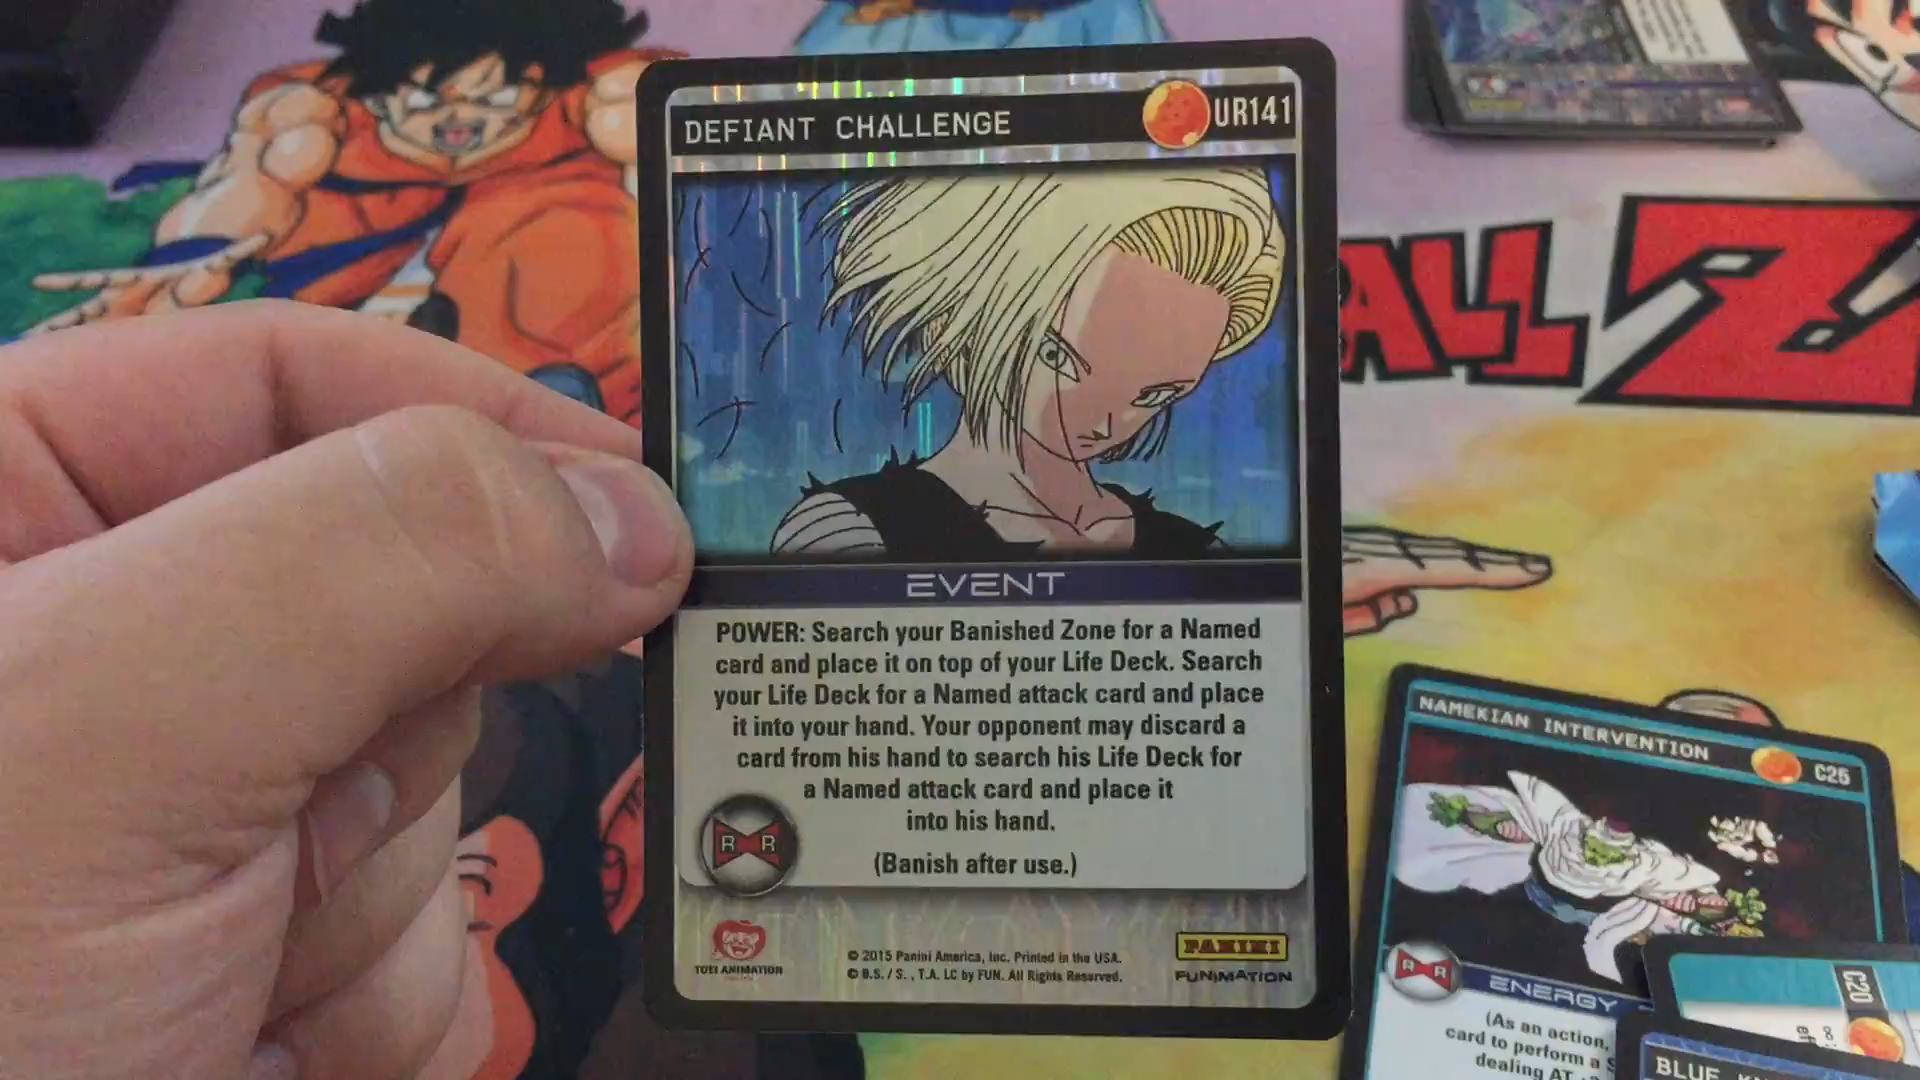 DEFIANT CHALLENGE
UR141
BALL Z
EVENT
POWER: Search your Banished Zone for a Named
card and place it on top of your Life Deck. Search
your Life Deck for a Named attack card and place
it into your hand. Your opponent may discard a
card from his hand to search his Life Deck for
a Named attack card and place it
into his hand.
(Banish after use.)
R R
TOEI ANIMATION
© 2015 Panini America, Inc. Printed in the USA.
© B.S. / S. , T.A. LC by FUN. All Rights Reserved.
PANINI
FUNIMATION
NAMEKIAN INTERVENTION
C25
R R
ENERGY
(As an action,
card to perform a
dealing AT
C20
BLUE